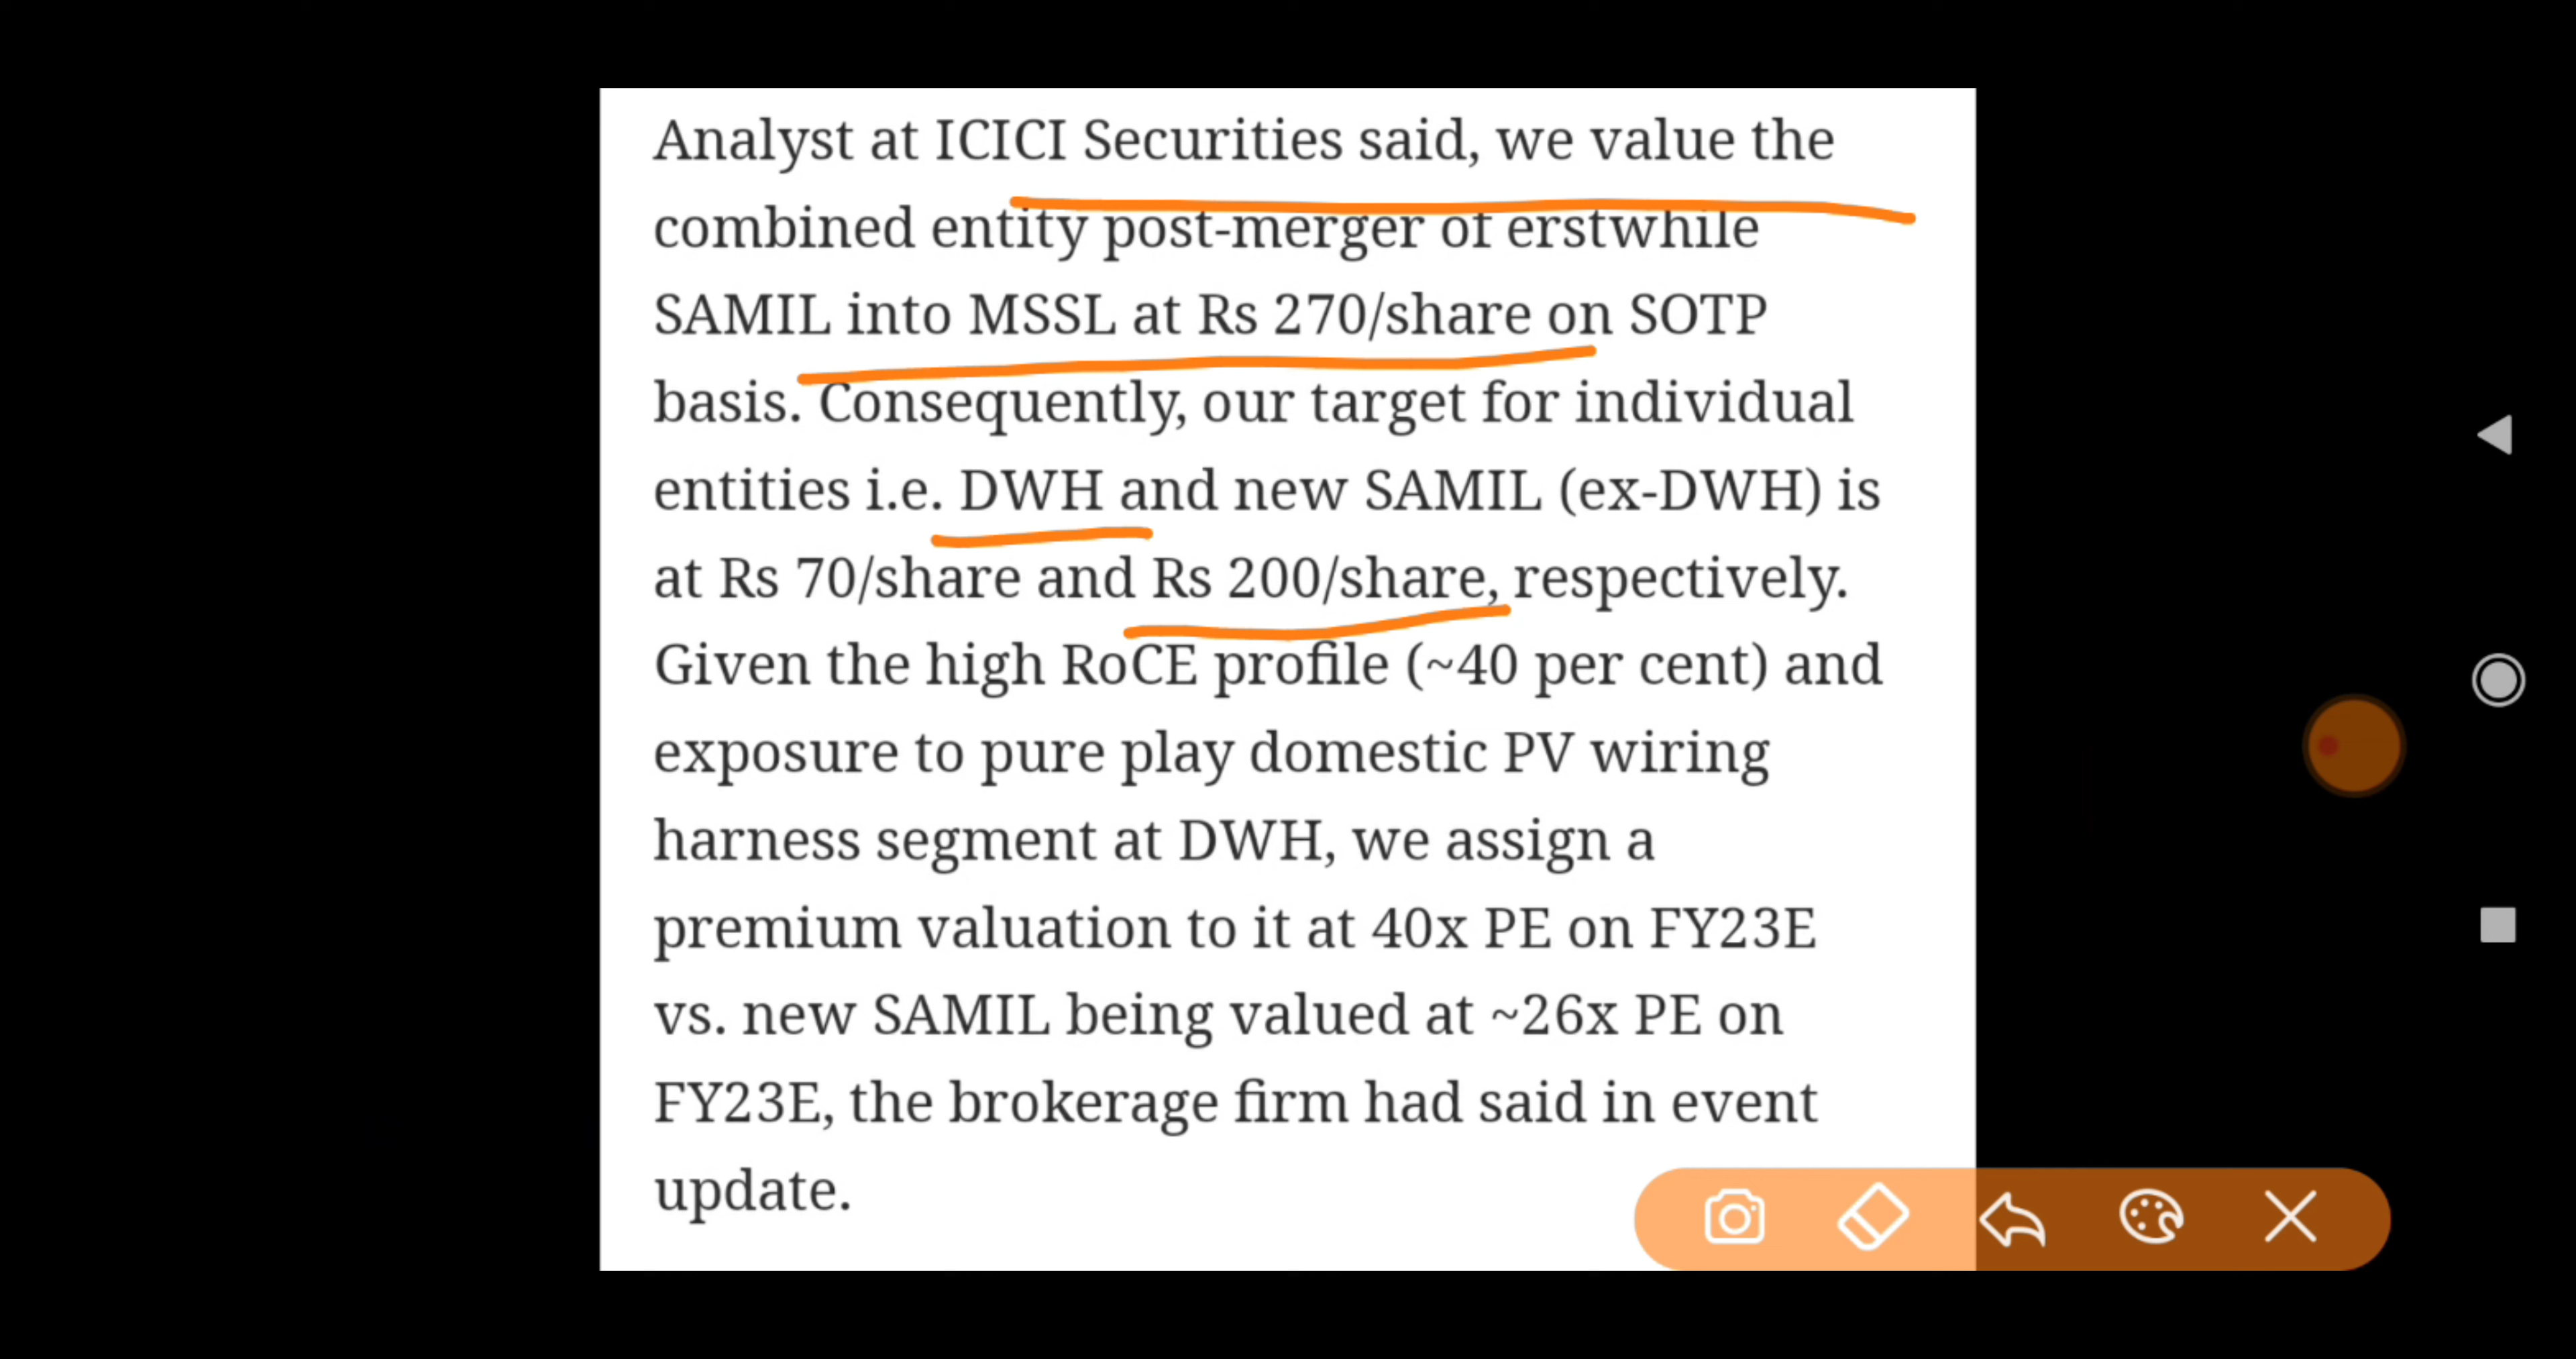 Analyst at ICICI Securities said, we value the
combined entity post-merger of erstwhile
SAMIL into MSSL at Rs 270/share on SOTP
basis. Consequently, our target for individual
entities i.e. DWH and new SAMIL (ex-DWH) is
at Rs 70/share and Rs 200/share, respectively.
Given the high RoCE profile (~40 per cent) and
exposure to pure play domestic PV wiring
harness segment at DWH, we assign a
premium valuation to it at 40x PE on FY23E
vs. new SAMIL being valued at ~26x PE on
FY23E, the brokerage firm had said in event
update.